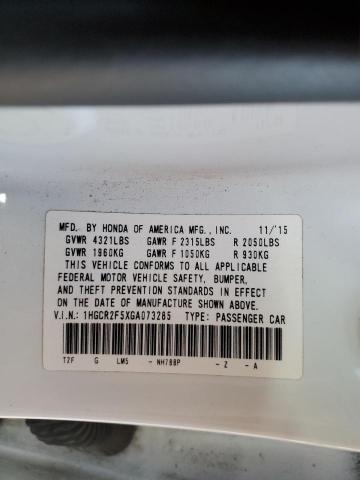 MFD. BY HONDA OF AMERICA MFG., INC. 11/'15
GVWR 4321LBS GAWR F 2315LBS R 2050LBS
GVWR 1960KG GAWR F 1050KG R 930KG
THIS VEHICLE CONFORMS TO ALL APPLICABLE
FEDERAL MOTOR VEHICLE SAFETY, BUMPER,
AND THEFT PREVENTION STANDARDS IN EFFECT
ON THE DATE OF MANUFACTURE SHOWN ABOVE.
V.I.N.: 1HGCR2F5XGA073285 TYPE: PASSENGER CAR
T2F G LM5 - NH788P - Z - A